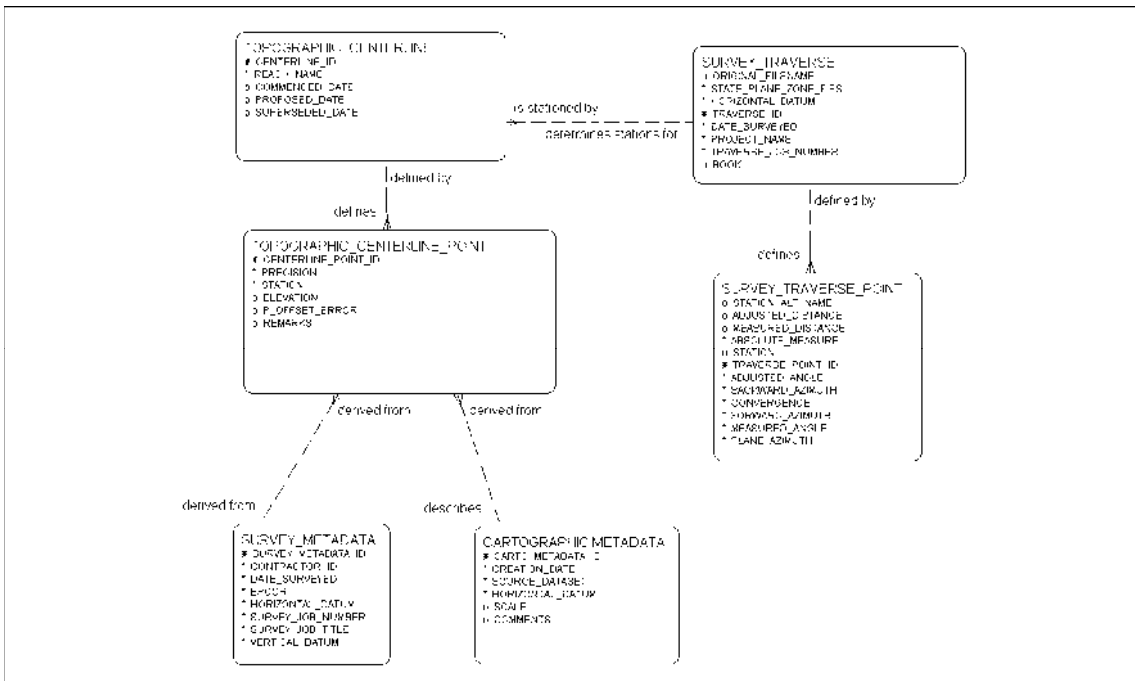 TOPOGRAPHIC_CENTERLINE
# CENTERLINE_ID
* REACH_NAME
o COMMENCED_DATE
o PROPOSED_DATE
o SUPERSEDED_DATE
SURVEY_TRAVERSE
o ORIGINAL_FILENAME
* STATE_PLANE_ZONE_FIPS
* HORIZONTAL_DATUM
# TRAVERSE_ID
* DATE_SURVEYED
* PROJECT_NAME
* TRAVERSE_JOB_NUMBER
o BOOK
is stationed by
determines stations for
defined by
defines
defined by
defines
TOPOGRAPHIC_CENTERLINE_POINT
# CENTERLINE_POINT_ID
* PRECISION
* STATION
o ELEVATION
o P_OFFSET_ERROR
o REMARKS
SURVEY_TRAVERSE_POINT
o STATION_ALT_NAME
o ADJUSTED_DISTANCE
o MEASURED_DISTANCE
* ABSOLUTE_MEASURE
o STATION
# TRAVERSE_POINT_ID
* ADJUSTED_ANGLE
* BACKWARD_AZIMUTH
* CONVERGENCE
* FORWARD_AZIMUTH
* MEASURED_ANGLE
* PLANE_AZIMUTH
derived from
derived from
derived from
describes
SURVEY_METADATA
# SURVEY_METADATA_ID
* CONTRACTOR_ID
* DATE_SURVEYED
* EPOCH
* HORIZONTAL_DATUM
* SURVEY_JOB_NUMBER
* SURVEY_JOB_TITLE
* VERTICAL_DATUM
CARTOGRAPHIC METADATA
# CARTO_METADATA_ID
* CREATION_DATE
* SOURCE_DATASET
* HORIZONTAL_DATUM
o SCALE
o COMMENTS